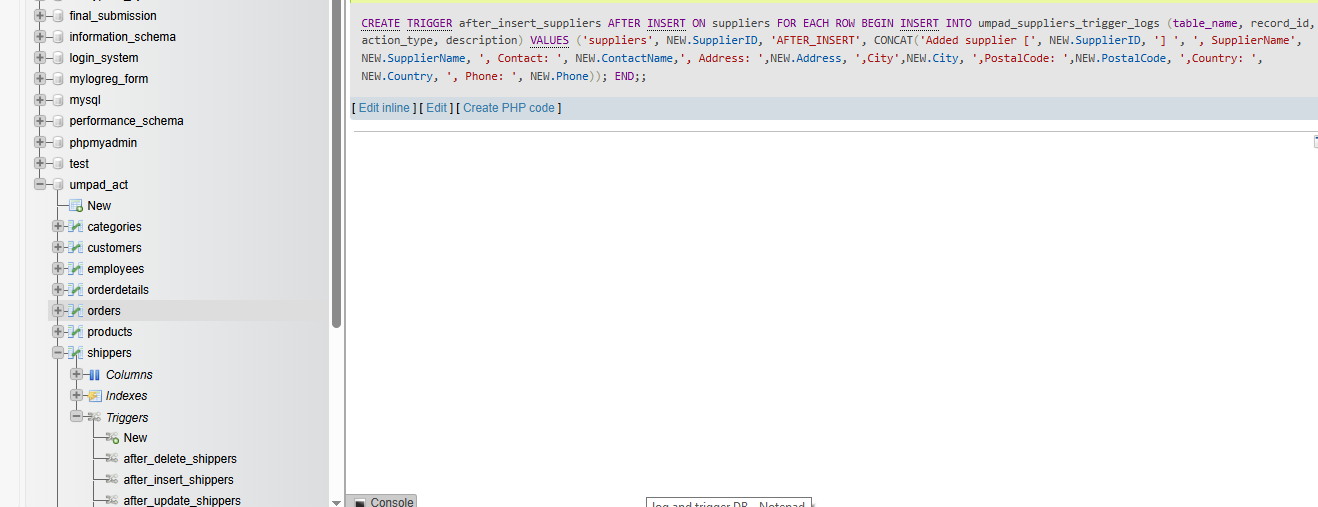 final_submission
information_schema
login_system
mylogreg_form
mysql
performance_schema
phpmyadmin
test
umpad_act
New
categories
customers
employees
orderdetails
orders
products
shippers
Columns
Indexes
Triggers
New
after_delete_shippers
after_insert_shippers
after_update_shippers
CREATE TRIGGER after_insert_suppliers AFTER INSERT ON suppliers FOR EACH ROW BEGIN INSERT INTO umpad_suppliers_trigger_logs (table_name, record_id,
action_type, description) VALUES ('suppliers', NEW.SupplierID, 'AFTER_INSERT', CONCAT('Added supplier [', NEW.SupplierID, '] ', ', SupplierName',
NEW.SupplierName, ', Contact: ', NEW.ContactName,', Address: ',NEW.Address, ',City',NEW.City, ',PostalCode: ',NEW.PostalCode, ',Country: ',
NEW.Country, ', Phone: ', NEW.Phone)); END;;
[ Edit inline ] [ Edit ] [ Create PHP code ]
Console
log and trigger DB - Notepad